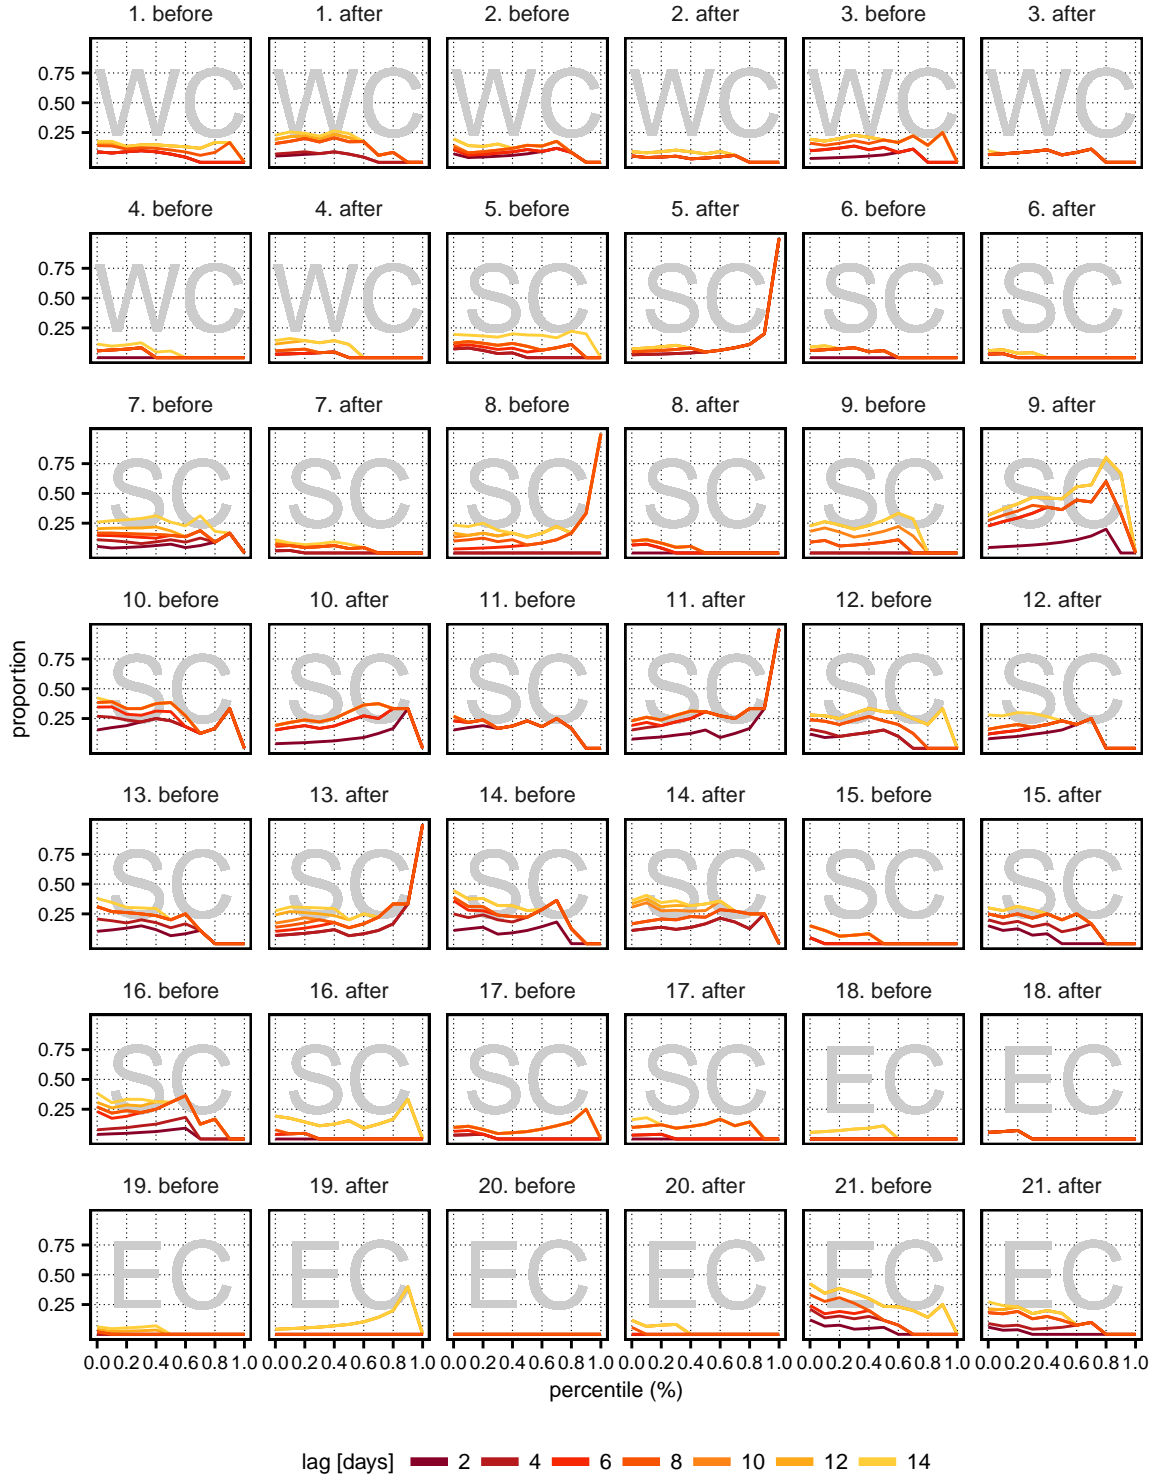 1. before 1. after 2. before 2. after 3. before 3. after
WC WC WC WC WC WC
0.75
0.50
0.25
4. before 4. after 5. before 5. after 6. before 6. after
WC WC SC SC SC SC
0.75
0.50
0.25
7. before 7. after 8. before 8. after 9. before 9. after
SC SC SC SC SC SC
0.75
0.50
0.25
10. before 10. after 11. before 11. after 12. before 12. after
SC SC SC SC SC SC
0.75
0.50
0.25
proportion
13. before 13. after 14. before 14. after 15. before 15. after
SC SC SC SC SC SC
0.75
0.50
0.25
16. before 16. after 17. before 17. after 18. before 18. after
SC SC SC SC EC EC
0.75
0.50
0.25
19. before 19. after 20. before 20. after 21. before 21. after
EC EC EC EC EC EC
0.75
0.50
0.25
0.0 0.2 0.4 0.6 0.8 1.0 0.0 0.2 0.4 0.6 0.8 1.0 0.0 0.2 0.4 0.6 0.8 1.0 0.0 0.2 0.4 0.6 0.8 1.0 0.0 0.2 0.4 0.6 0.8 1.0 0.0 0.2 0.4 0.6 0.8 1.0
percentile (%)
lag [days] 2 4 6 8 10 12 14